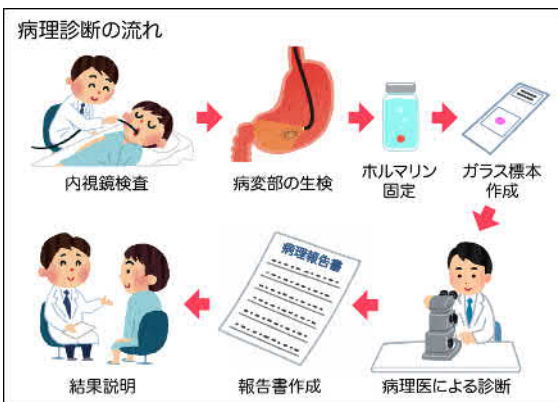 病理診断の流れ
内視鏡検査
病変部の生検
ホルマリン
固定
ガラス標本
作成
病理医による診断
病理報告書
報告書作成
結果説明